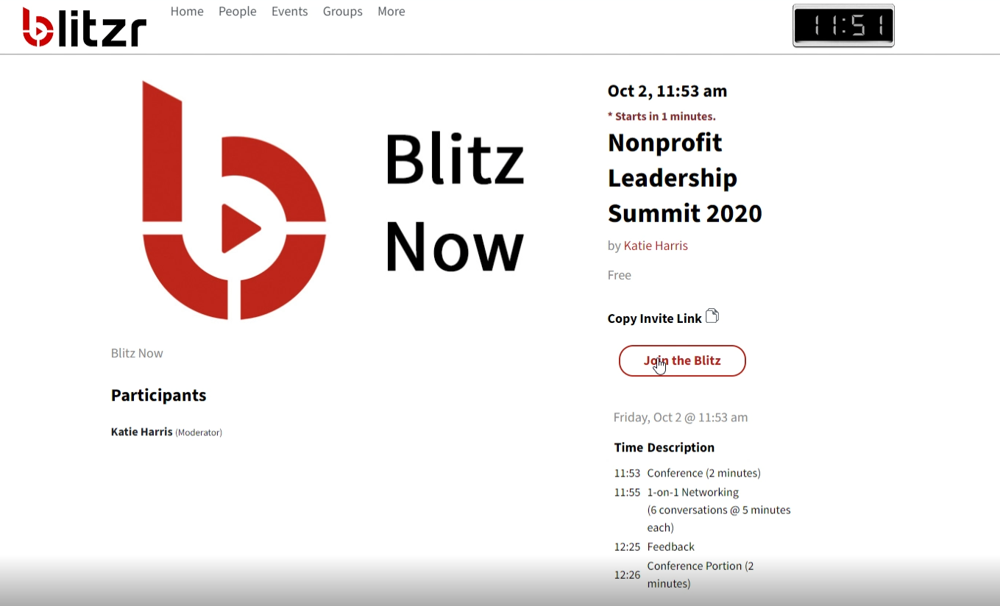 blitzr
Home People Events Groups More
11:51
Blitz
Now
Blitz Now
Participants
Katie Harris (Moderator)
Oct 2, 11:53 am
* Starts in 1 minutes.
Nonprofit
Leadership
Summit 2020
by Katie Harris
Free
Copy Invite Link
Join the Blitz
Friday, Oct 2 @ 11:53 am
Time Description
11:53 Conference (2 minutes)
11:55 1-on-1 Networking
(6 conversations @ 5 minutes
each)
12:25 Feedback
12:26 Conference Portion (2
minutes)